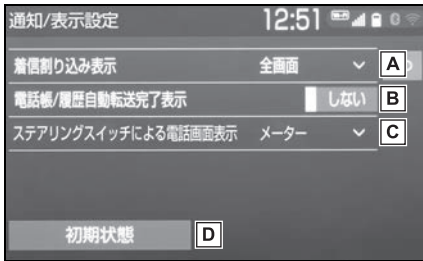 通知/表示設定 12:51
着信割り込み表示 全画面 A
電話帳/履歴自動転送完了表示 しない B
ステアリングスイッチによる電話画面表示 メーター C
初期状態 D